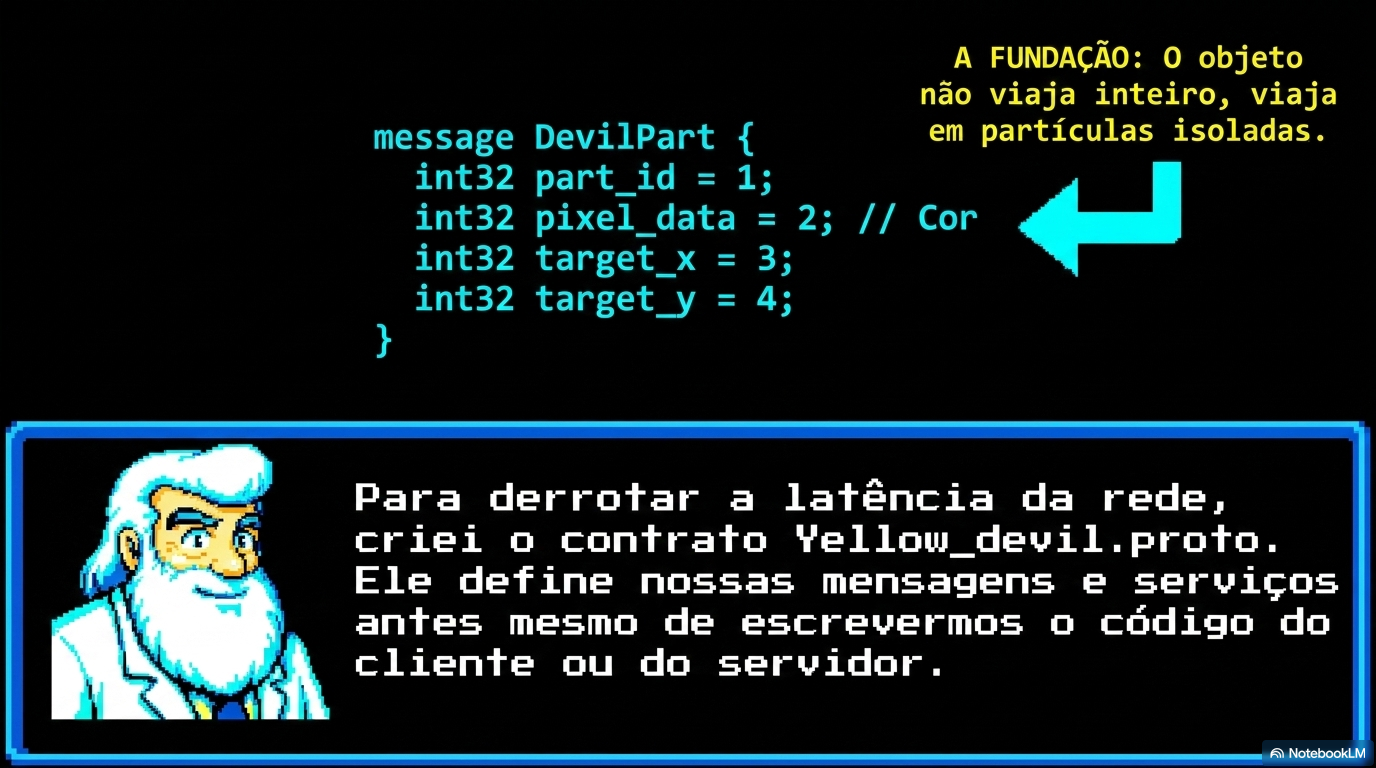 A FUNDAÇÃO: O objeto
não viaja inteiro, viaja
em partículas isoladas.
message DevilPart {
  int32 part_id = 1;
  int32 pixel_data = 2; // Cor
  int32 target_x = 3;
  int32 target_y = 4;
}
Para derrotar a latência da rede,
criei o contrato Yellow_devil.proto.
Ele define nossas mensagens e serviços
antes mesmo de escrevermos o código do
cliente ou do servidor.
NotebookLM